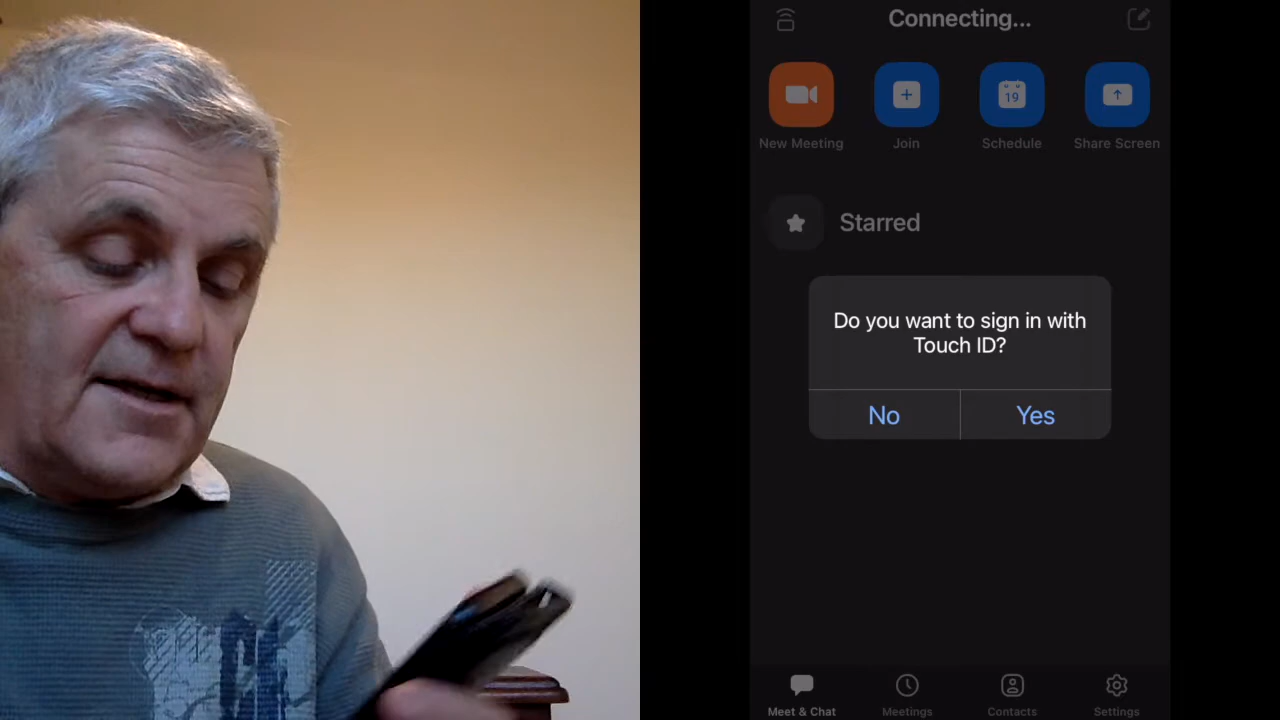 Connecting...
19
New Meeting
Join
Schedule
Share Screen
Starred
Do you want to sign in with
Touch ID?
No
Yes
Meet & Chat
Meetings
Contacts
Settings